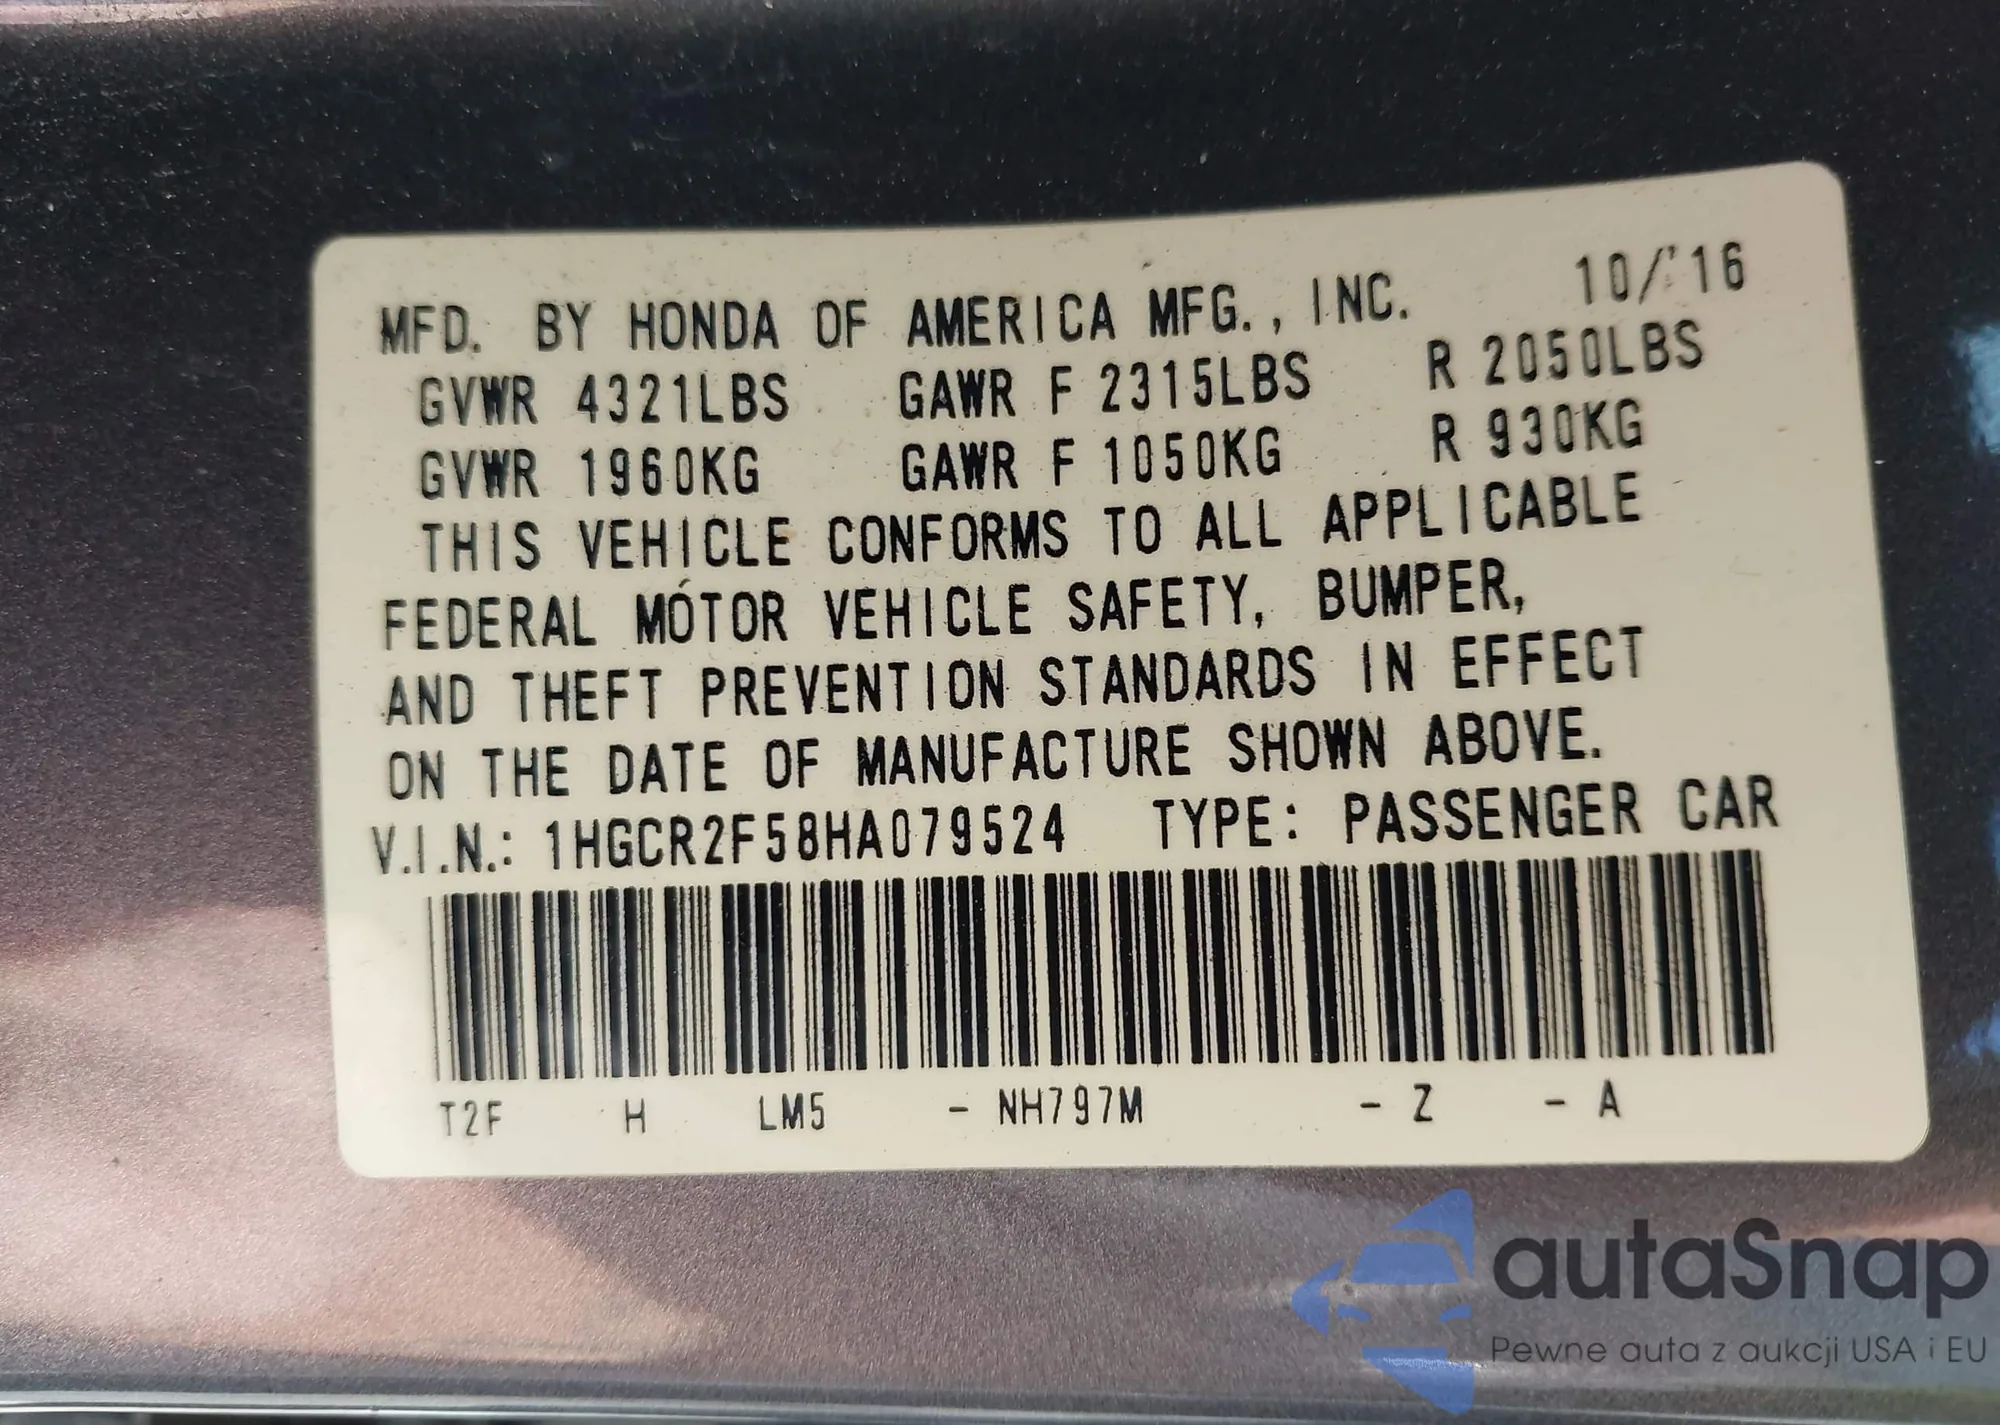 MFD. BY HONDA OF AMERICA MFG., INC. 10/'16
GVWR 4321LBS GAWR F 2315LBS R 2050LBS
GVWR 1960KG GAWR F 1050KG R 930KG
THIS VEHICLE CONFORMS TO ALL APPLICABLE
FEDERAL MOTOR VEHICLE SAFETY, BUMPER,
AND THEFT PREVENTION STANDARDS IN EFFECT
ON THE DATE OF MANUFACTURE SHOWN ABOVE.
V.I.N.: 1HGCR2F58HA079524 TYPE: PASSENGER CAR
T2F H LM5 - NH797M - Z - A
autaSnap
Pewne auta z aukcji USA i EU